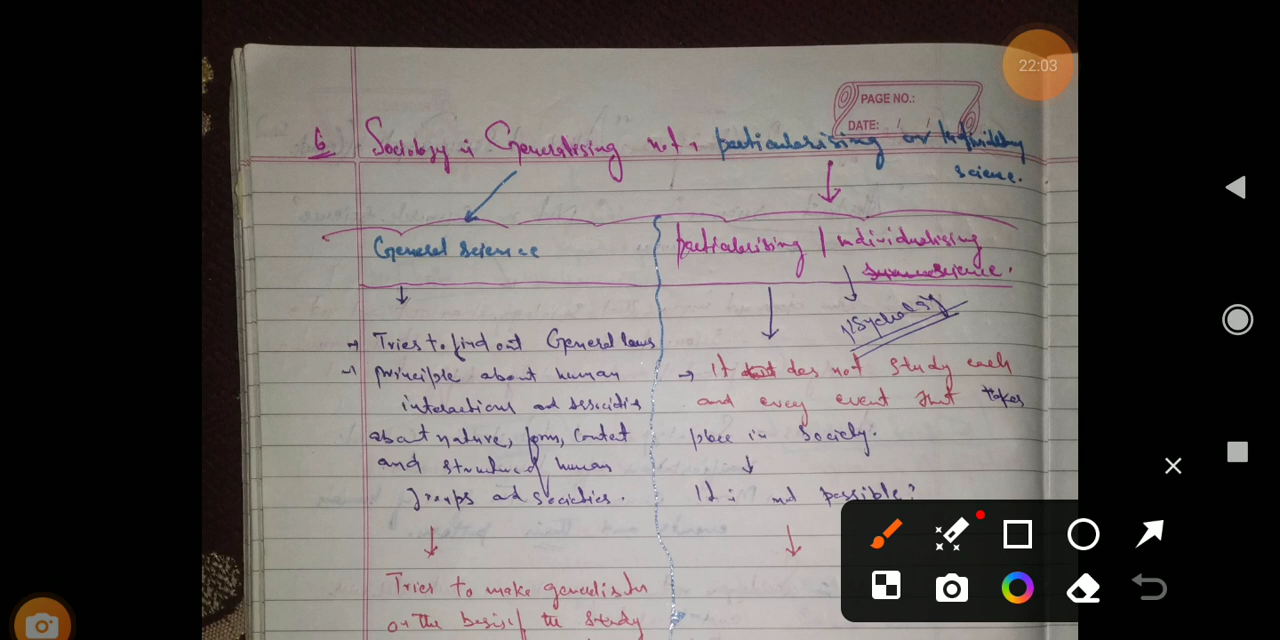 22:03
PAGE NO.:
DATE: / /
6 Sociology is Generalising not a particularising or Individualising
science.
General science
particularising / individualising
science.
Psychology
→ Tries to find out General laws
→ principle about human
interactions and associations
about nature, form, content
and structure of human
groups and societies.
→ It does not study each
and every event that takes
place in society.
It is not possible?
Tries to make generalisation
on the basis of the study